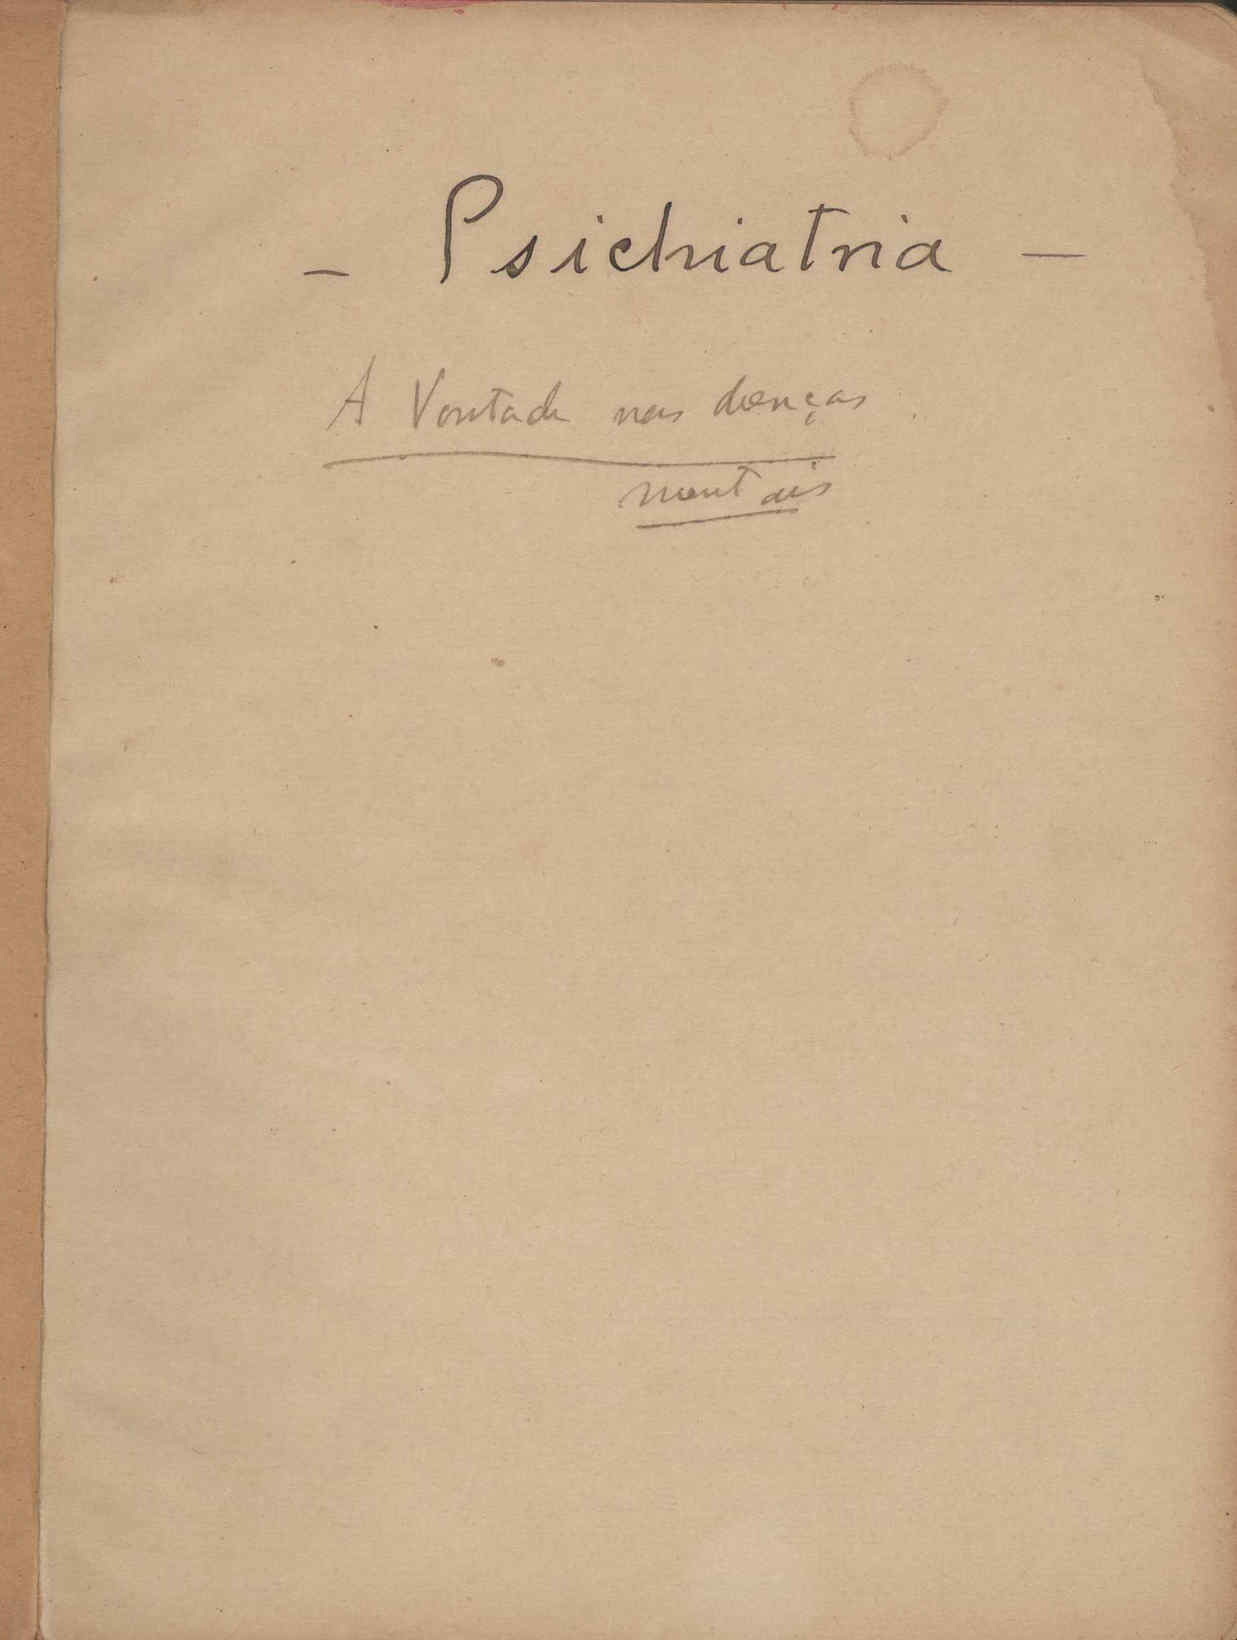 - Psichiatria -
A Vontade nas doenças
mentais